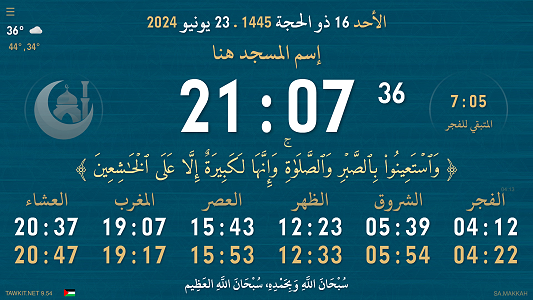 الأحد 16 ذو الحجة 1445 . 23 يونيو 2024
36°
44°,34°
إسم المسجد هنا
21:07 36
7:05
المتبقي للفجر
﴿ وَٱسْتَعِينُوا۟ بِٱلصَّبْرِ وَٱلصَّلَوٰةِ ۚ وَإِنَّهَا لَكَبِيرَةٌ إِلَّا عَلَى ٱلْخَٰشِعِينَ ﴾
04:12
الفجر الشروق الظهر العصر المغرب العشاء
04:12 05:39 12:23 15:43 19:07 20:37
04:22 05:54 12:33 15:53 19:17 20:47
سُبْحَانَ اللَّهِ وَبِحَمْدِهِ، سُبْحَانَ اللَّهِ العَظِيم
TAWKIT.NET 9.54
SA.MAKKAH